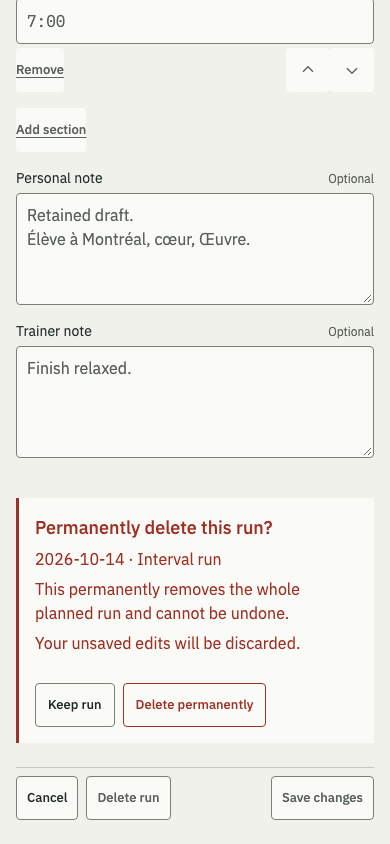 7:00
Remove
Add section
Personal note Optional
Retained draft.
Élève à Montréal, cœur, Œuvre.
Trainer note Optional
Finish relaxed.
Permanently delete this run?
2026-10-14 · Interval run
This permanently removes the whole
planned run and cannot be undone.
Your unsaved edits will be discarded.
Keep run Delete permanently
Cancel Delete run Save changes